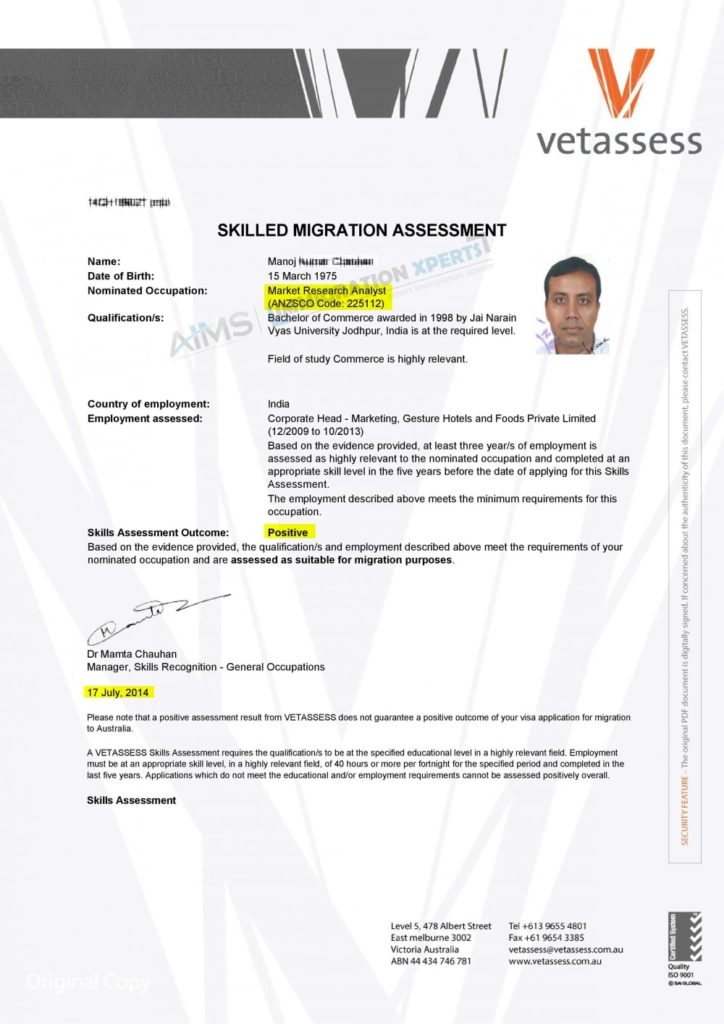 vetassess
SKILLED MIGRATION ASSESSMENT
Name: Manoj
Date of Birth: 15 March 1975
Nominated Occupation: Market Research Analyst
(ANZSCO Code: 225112)
Qualification/s: Bachelor of Commerce awarded in 1998 by Jai Narain
Vyas University Jodhpur, India is at the required level.
Field of study Commerce is highly relevant.
AIMS
XPERTS
Country of employment: India
Employment assessed: Corporate Head - Marketing, Gesture Hotels and Foods Private Limited
(12/2009 to 10/2013)
Based on the evidence provided, at least three year/s of employment is
assessed as highly relevant to the nominated occupation and completed at an
appropriate skill level in the five years before the date of applying for this Skills
Assessment.
The employment described above meets the minimum requirements for this
occupation.
Skills Assessment Outcome: Positive
Based on the evidence provided, the qualification/s and employment described above meet the requirements of your
nominated occupation and are assessed as suitable for migration purposes.
Dr Mamta Chauhan
Manager, Skills Recognition - General Occupations
17 July, 2014
Please note that a positive assessment result from VETASSESS does not guarantee a positive outcome of your visa application for migration
to Australia.
A VETASSESS Skills Assessment requires the qualification/s to be at the specified educational level in a highly relevant field. Employment
must be at an appropriate skill level, in a highly relevant field, of 40 hours or more per fortnight for the specified period and completed in the
last five years. Applications which do not meet the educational and/or employment requirements cannot be assessed positively overall.
Skills Assessment
SECURITY FEATURE - The original PDF document is digitally signed. If concerned about the authenticity of this document, please contact VETASSESS.
Level 5, 478 Albert Street
East melburne 3002
Victoria Australia
ABN 44 434 746 781
Tel +613 9655 4801
Fax +61 9654 3385
vetassess@vetassess.com.au
www.vetassess.com.au
Certified System
Quality
ISO 9001
SAI GLOBAL
Original Copy